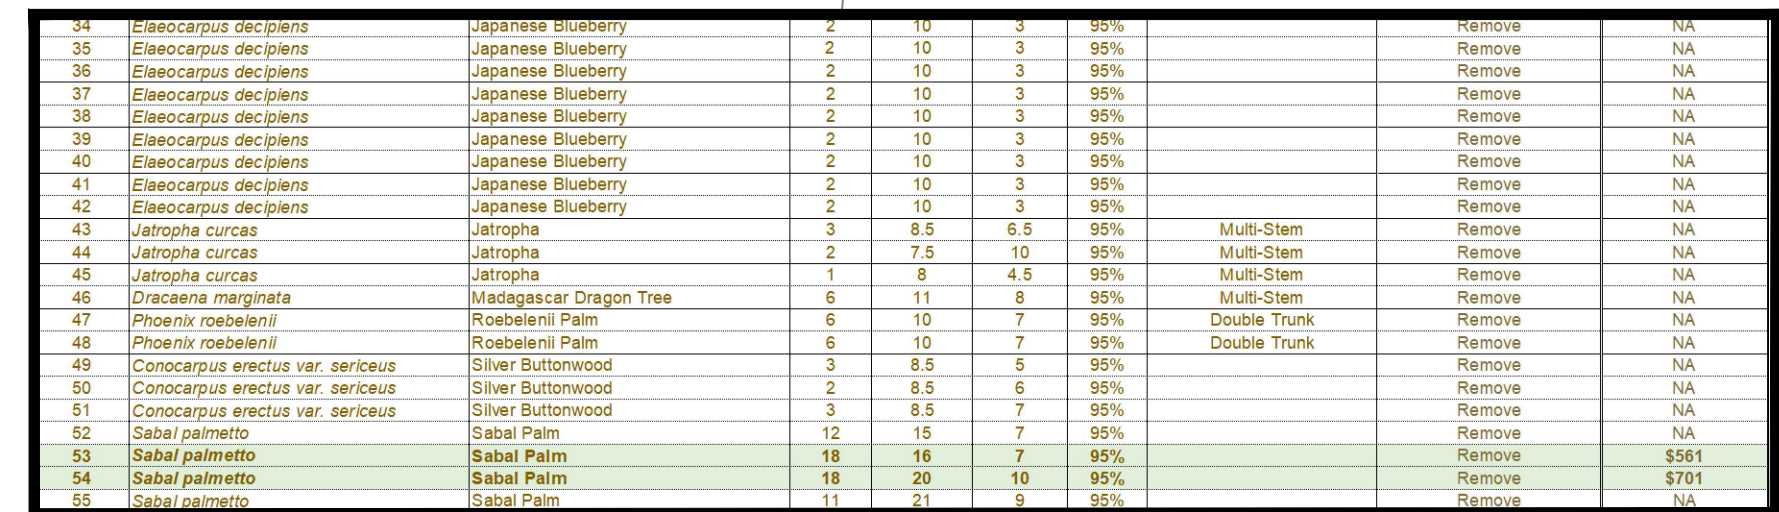 34 Elaeocarpus decipiens Japanese Blueberry 2 10 3 95% Remove NA
35 Elaeocarpus decipiens Japanese Blueberry 2 10 3 95% Remove NA
36 Elaeocarpus decipiens Japanese Blueberry 2 10 3 95% Remove NA
37 Elaeocarpus decipiens Japanese Blueberry 2 10 3 95% Remove NA
38 Elaeocarpus decipiens Japanese Blueberry 2 10 3 95% Remove NA
39 Elaeocarpus decipiens Japanese Blueberry 2 10 3 95% Remove NA
40 Elaeocarpus decipiens Japanese Blueberry 2 10 3 95% Remove NA
41 Elaeocarpus decipiens Japanese Blueberry 2 10 3 95% Remove NA
42 Elaeocarpus decipiens Japanese Blueberry 2 10 3 95% Remove NA
43 Jatropha curcas Jatropha 3 8.5 6.5 95% Multi-Stem Remove NA
44 Jatropha curcas Jatropha 2 7.5 10 95% Multi-Stem Remove NA
45 Jatropha curcas Jatropha 1 8 4.5 95% Multi-Stem Remove NA
46 Dracaena marginata Madagascar Dragon Tree 6 11 8 95% Multi-Stem Remove NA
47 Phoenix roebelenii Roebelenii Palm 6 10 7 95% Double Trunk Remove NA
48 Phoenix roebelenii Roebelenii Palm 6 10 7 95% Double Trunk Remove NA
49 Conocarpus erectus var. sericeus Silver Buttonwood 3 8.5 5 95% Remove NA
50 Conocarpus erectus var. sericeus Silver Buttonwood 2 8.5 6 95% Remove NA
51 Conocarpus erectus var. sericeus Silver Buttonwood 3 8.5 7 95% Remove NA
52 Sabal palmetto Sabal Palm 12 15 7 95% Remove NA
53 Sabal palmetto Sabal Palm 18 16 7 95% Remove $561
54 Sabal palmetto Sabal Palm 18 20 10 95% Remove $701
55 Sabal palmetto Sabal Palm 11 21 9 95% Remove NA